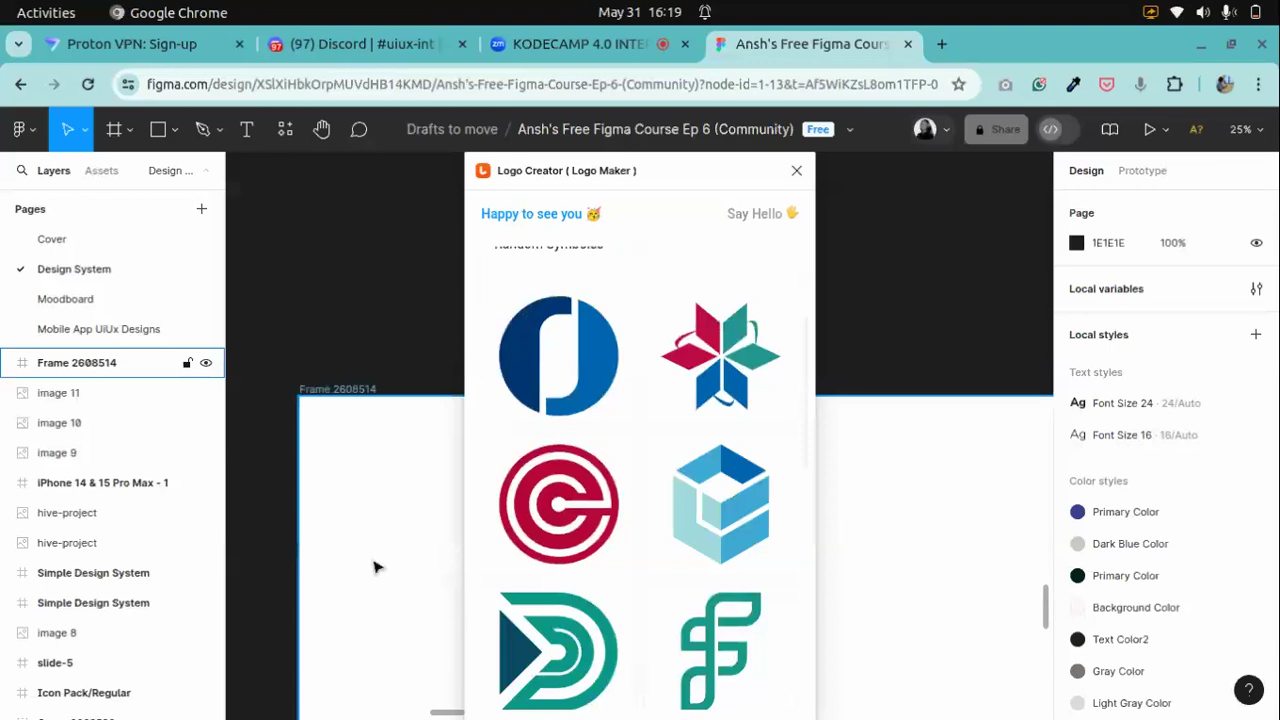 Activities
Google Chrome
May 31 16:19
Proton VPN: Sign-up
(97) Discord | #uiux-int
KODECAMP 4.0 INTE
Ansh's Free Figma Cours
figma.com/design/XSlXiHbkOrpMUVdHB14KMD/Ansh's-Free-Figma-Course-Ep-6-(Community)?node-id=1-13&t=Af5WiKZsL8om1TFP-0
Drafts to move / Ansh's Free Figma Course Ep 6 (Community) Free
Share
A?
25%
Layers
Assets
Design ...
Pages
Cover
Design System
Moodboard
Mobile App UiUx Designs
Frame 2608514
image 11
image 10
image 9
iPhone 14 & 15 Pro Max - 1
hive-project
hive-project
Simple Design System
Simple Design System
image 8
slide-5
Icon Pack/Regular
Frame 2608514
Logo Creator ( Logo Maker )
Happy to see you 🥳
Say Hello 🖐
Design
Prototype
Page
1E1E1E
100%
Local variables
Local styles
Text styles
Ag Font Size 24 · 24/Auto
Ag Font Size 16 · 16/Auto
Color styles
Primary Color
Dark Blue Color
Primary Color
Background Color
Text Color2
Gray Color
Light Gray Color
?